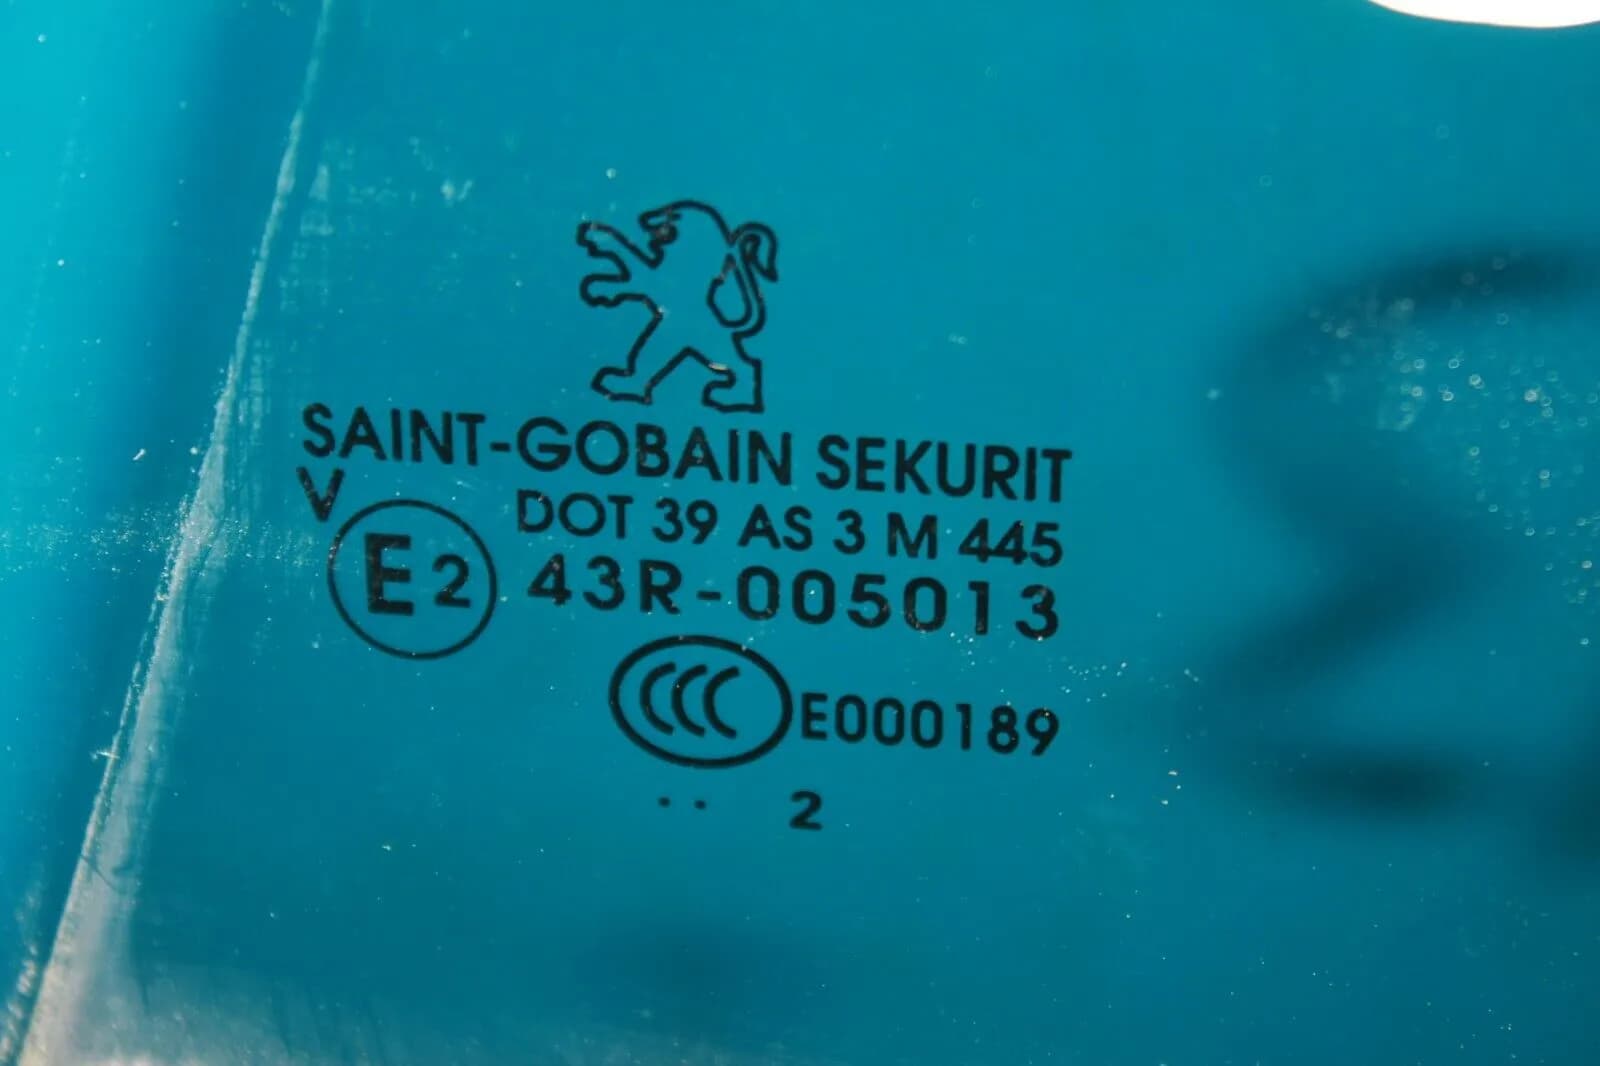 SAINT-GOBAIN SEKURIT
V
DOT 39 AS 3 M 445
E2 43R-005013
CCC E000189
.. 2